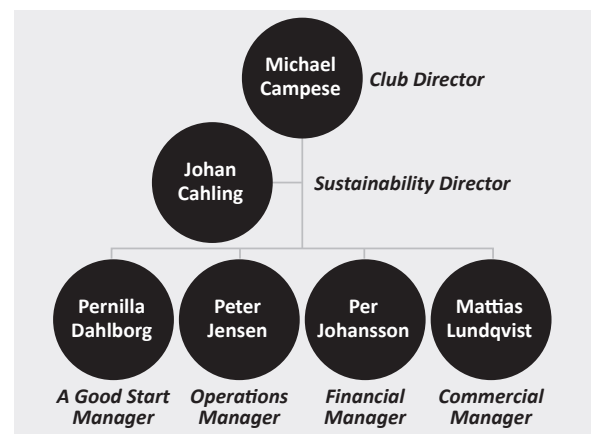 Michael
Campese
Club Director
Johan
Cahling
Sustainability Director
Pernilla
Dahlborg
Peter
Jensen
Per
Johansson
Mattias
Lundqvist
A Good Start
Manager
Operations
Manager
Financial
Manager
Commercial
Manager